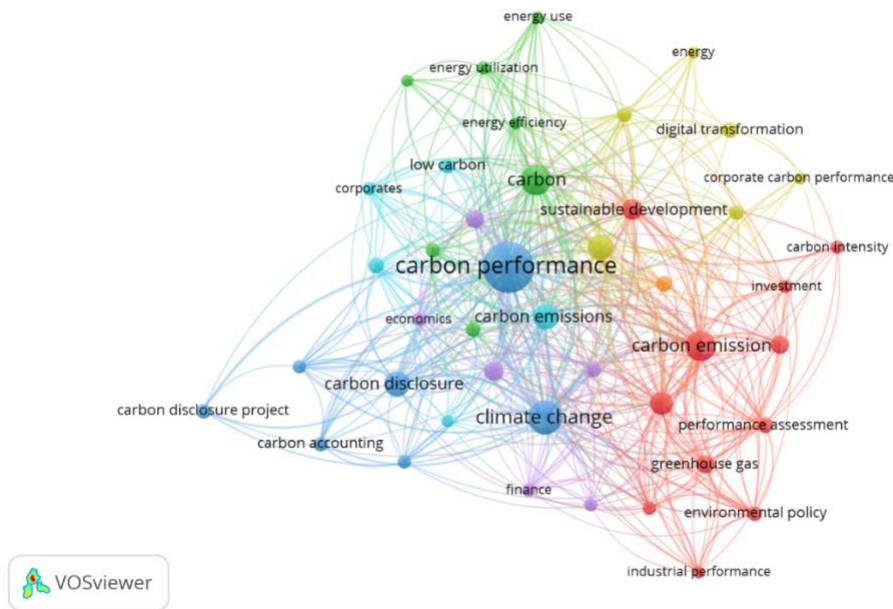 energy use
energy
energy utilization
energy efficiency
digital transformation
low carbon
corporates
carbon
corporate carbon performance
sustainable development
carbon intensity
carbon performance
investment
economics
carbon emissions
carbon emission
carbon disclosure
carbon disclosure project
climate change
performance assessment
carbon accounting
greenhouse gas
finance
environmental policy
industrial performance
VOSviewer